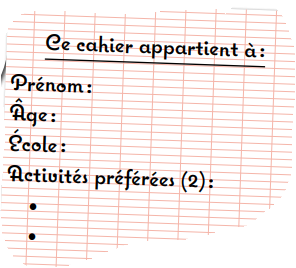 Ce cahier appartient à:
Prénom:
Âge:
École:
Activités préférées (2):
•
•